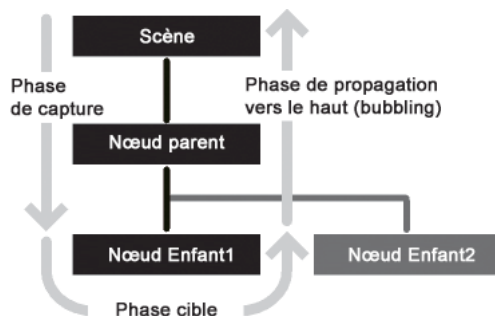 Scène
Phase
de capture
Phase de propagation
vers le haut (bubbling)
Nœud parent
Nœud Enfant1
Nœud Enfant2
Phase cible